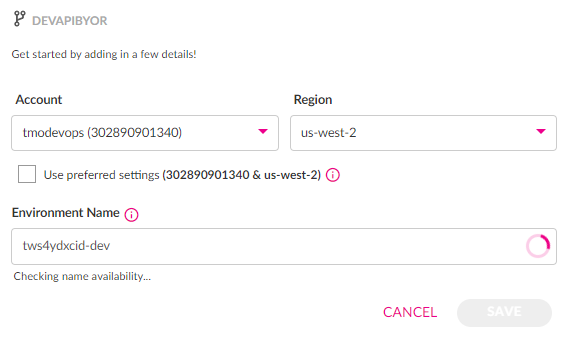 DEVAPIBYOR
Get started by adding in a few details!
Account
Region
tmodevops (302890901340)
us-west-2
Use preferred settings (302890901340 & us-west-2)
Environment Name
tws4ydxcid-dev
Checking name availability...
CANCEL
SAVE